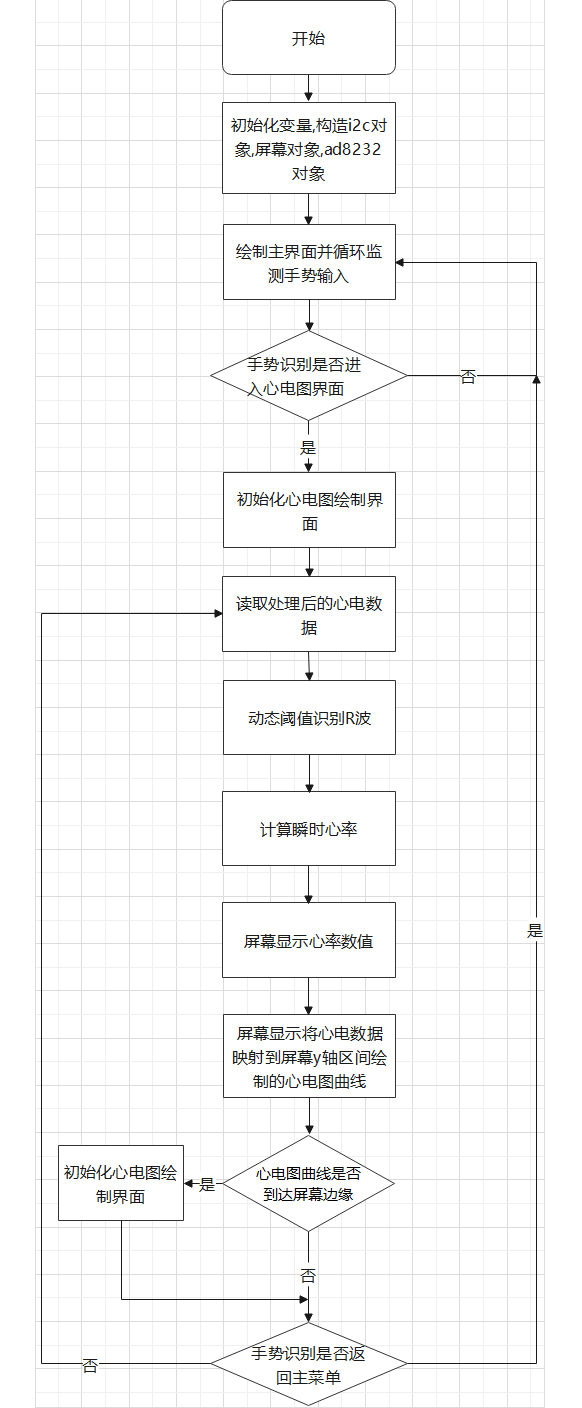 开始
初始化变量,构造i2c对
象,屏幕对象,ad8232
对象
绘制主界面并循环监
测手势输入
手势识别是否进
入心电图界面
否
是
初始化心电图绘制界
面
读取处理后的心电数
据
动态阈值识别R波
计算瞬时心率
屏幕显示心率数值
是
屏幕显示将心电数据
映射到屏幕y轴区间绘
制的心电图曲线
心电图曲线是否
到达屏幕边缘
是
初始化心电图绘
制界面
否
手势识别是否返
回主菜单
否